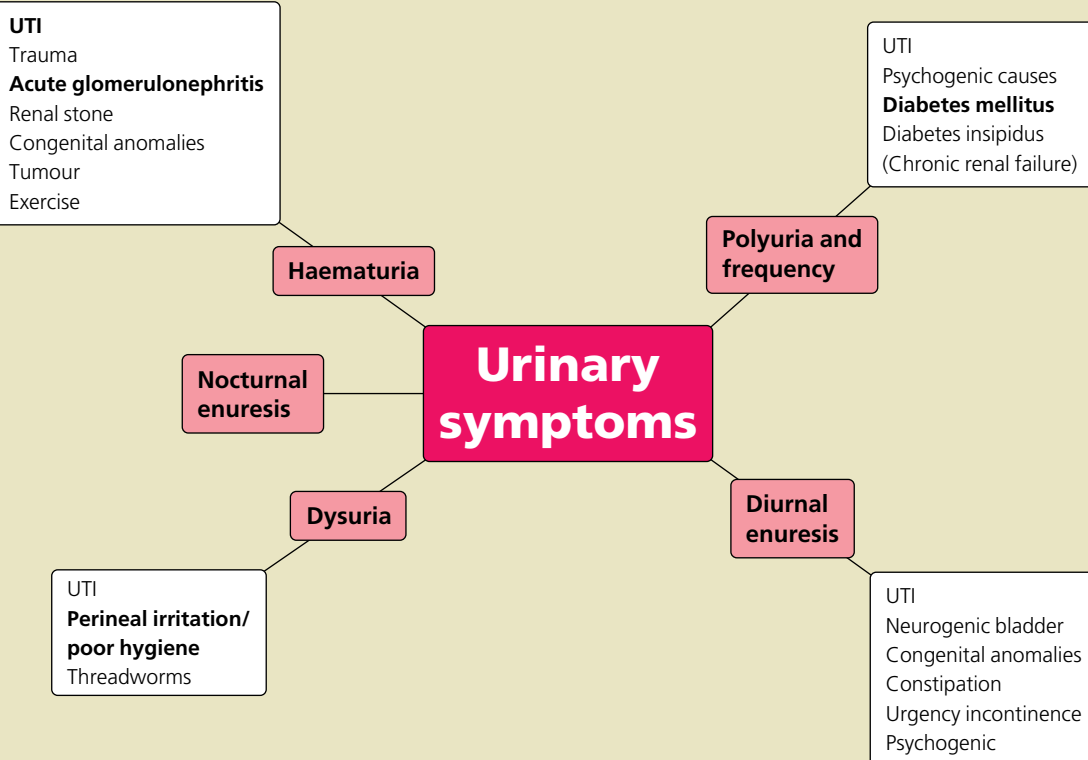 UTI
Trauma
Acute glomerulonephritis
Renal stone
Congenital anomalies
Tumour
Exercise
UTI
Psychogenic causes
Diabetes mellitus
Diabetes insipidus
(Chronic renal failure)
Haematuria
Polyuria and
frequency
Urinary
symptoms
Nocturnal
enuresis
Dysuria
Diurnal
enuresis
UTI
Perineal irritation/
poor hygiene
Threadworms
UTI
Neurogenic bladder
Congenital anomalies
Constipation
Urgency incontinence
Psychogenic